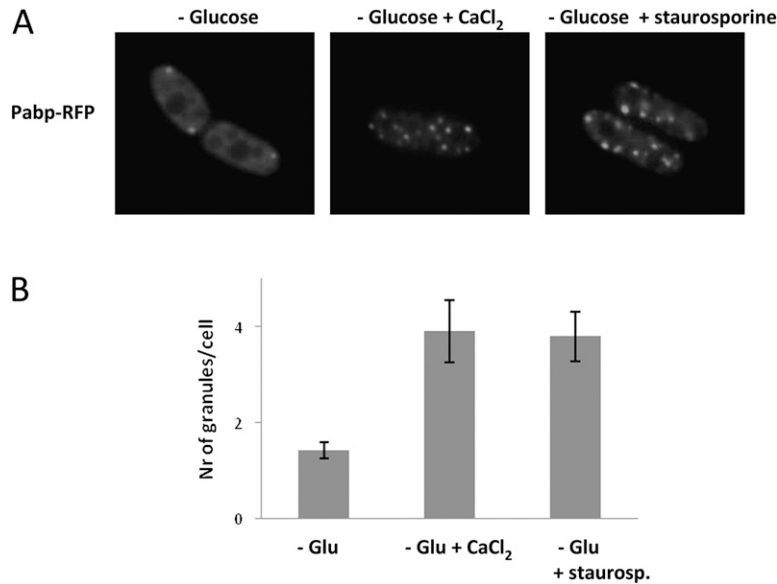 A
- Glucose
- Glucose + CaCl2
- Glucose + staurosporine
Pabp-RFP
B
Nr of granules/cell
4
2
0
- Glu
- Glu + CaCl2
- Glu
+ staurosp.